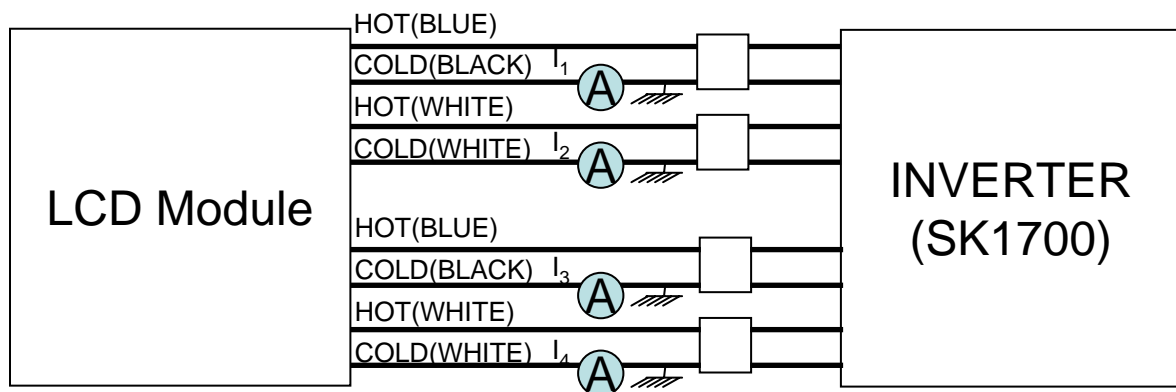 HOT(BLUE)
COLD(BLACK) I₁
A
HOT(WHITE)
COLD(WHITE) I₂
A
LCD Module
INVERTER
(SK1700)
HOT(BLUE)
COLD(BLACK) I₃
A
HOT(WHITE)
COLD(WHITE) I₄
A